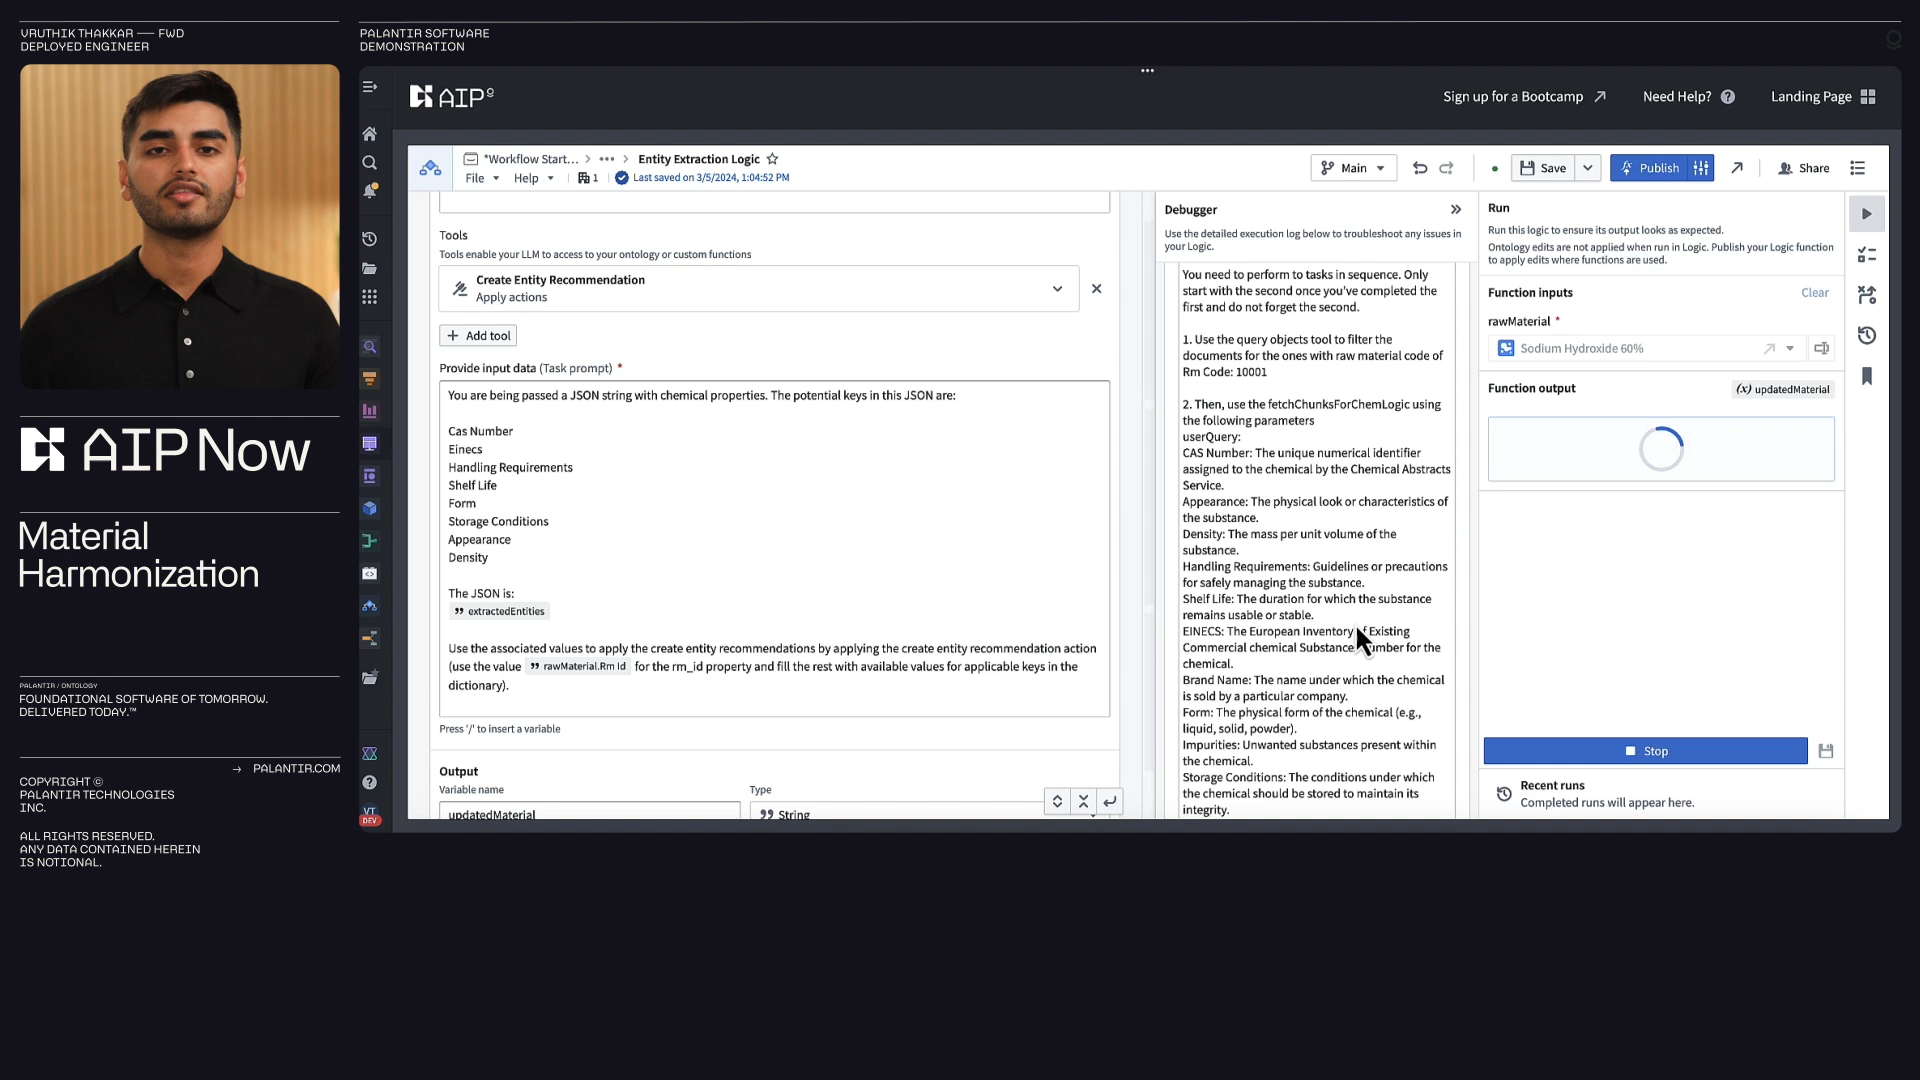 VRUTHIK THAKKAR — FWD
DEPLOYED ENGINEER
PALANTIR SOFTWARE
DEMONSTRATION
AIP
Sign up for a Bootcamp
Need Help?
Landing Page
*Workflow Start...
Entity Extraction Logic
File
Help
1
Last saved on 3/5/2024, 1:04:52 PM
Main
Save
Publish
Share
Tools
Tools enable your LLM to access to your ontology or custom functions
Create Entity Recommendation
Apply actions
+ Add tool
Provide input data (Task prompt) *
You are being passed a JSON string with chemical properties. The potential keys in this JSON are:
Cas Number
Einecs
Handling Requirements
Shelf Life
Form
Storage Conditions
Appearance
Density
The JSON is:
extractedEntities
Use the associated values to apply the create entity recommendations by applying the create entity recommendation action
(use the value rawMaterial.Rm Id for the rm_id property and fill the rest with available values for applicable keys in the
dictionary).
Press '/' to insert a variable
Output
Variable name
Type
updatedMaterial
String
Debugger
Use the detailed execution log below to troubleshoot any issues in
your Logic.
You need to perform to tasks in sequence. Only
start with the second once you've completed the
first and do not forget the second.
1. Use the query objects tool to filter the
documents for the ones with raw material code of
Rm Code: 10001
2. Then, use the fetchChunksForChemLogic using
the following parameters
userQuery:
CAS Number: The unique numerical identifier
assigned to the chemical by the Chemical Abstracts
Service.
Appearance: The physical look or characteristics of
the substance.
Density: The mass per unit volume of the
substance.
Handling Requirements: Guidelines or precautions
for safely managing the substance.
Shelf Life: The duration for which the substance
remains usable or stable.
EINECS: The European Inventory of Existing
Commercial chemical Substances Number for the
chemical.
Brand Name: The name under which the chemical
is sold by a particular company.
Form: The physical form of the chemical (e.g.,
liquid, solid, powder).
Impurities: Unwanted substances present within
the chemical.
Storage Conditions: The conditions under which
the chemical should be stored to maintain its
integrity.
Run
Run this logic to ensure its output looks as expected.
Ontology edits are not applied when run in Logic. Publish your Logic function
to apply edits where functions are used.
Function inputs
Clear
rawMaterial *
Sodium Hydroxide 60%
Function output
(x) updatedMaterial
Stop
Recent runs
Completed runs will appear here.
VT
DEV
AIP Now
Material
Harmonization
PALANTIR / ONTOLOGY
FOUNDATIONAL SOFTWARE OF TOMORROW.
DELIVERED TODAY.™
→ PALANTIR.COM
COPYRIGHT ©
PALANTIR TECHNOLOGIES
INC.
ALL RIGHTS RESERVED.
ANY DATA CONTAINED HEREIN
IS NOTIONAL.